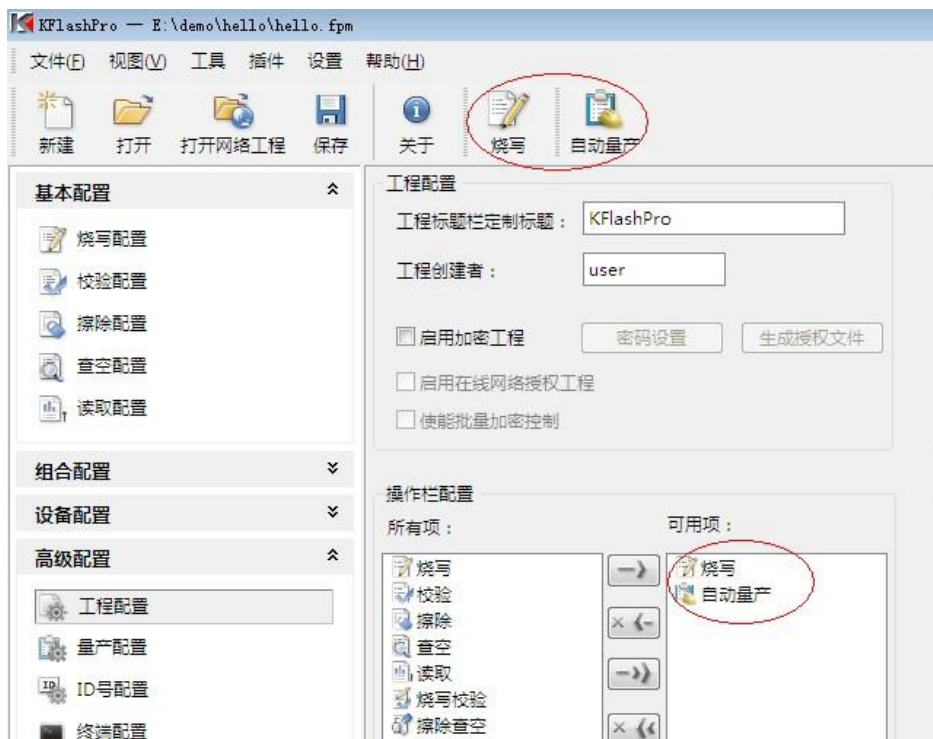 KFlashPro — E:\demo\hello\hello.fpm
文件(F) 视图(V) 工具 插件 设置 帮助(H)
新建 打开 打开网络工程 保存 关于 烧写 自动量产
基本配置
烧写配置
校验配置
擦除配置
查空配置
读取配置
组合配置
设备配置
高级配置
工程配置
量产配置
ID号配置
终端配置
工程配置
工程标题栏定制标题: KFlashPro
工程创建者: user
启用加密工程 密码设置 生成授权文件
启用在线网络授权工程
使能批量加密控制
操作栏配置
所有项: 可用项:
烧写
校验
擦除
查空
读取
烧写校验
擦除查空
烧写
自动量产